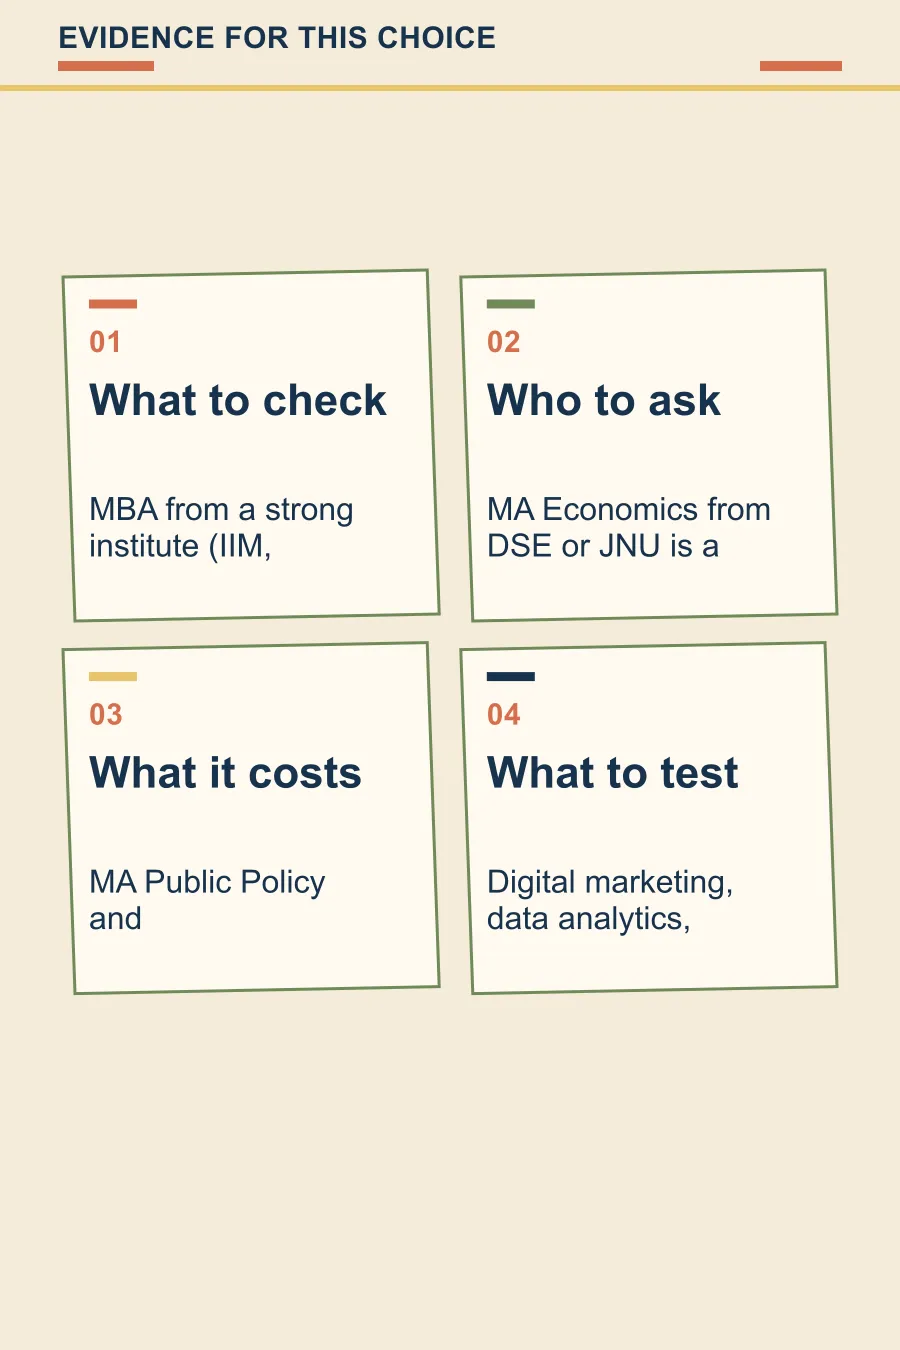 EVIDENCE FOR THIS CHOICE
01
What to check
MBA from a strong
institute (IIM,
02
Who to ask
MA Economics from
DSE or JNU is a
03
What it costs
MA Public Policy
and
04
What to test
Digital marketing,
data analytics,